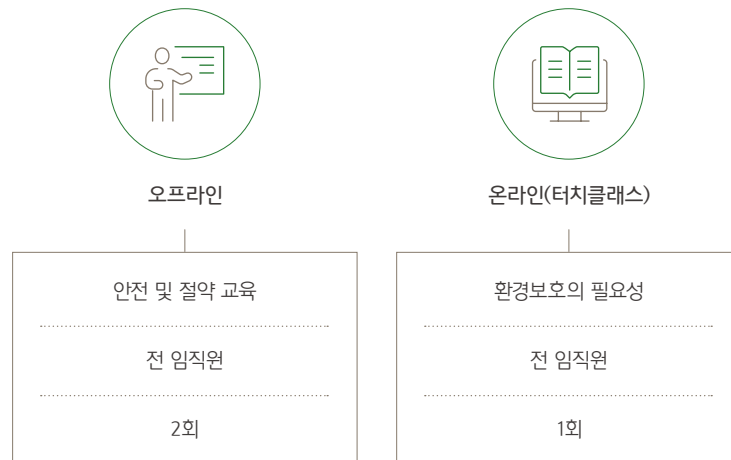 오프라인
안전 및 절약 교육
전 임직원
2회
온라인(터치클래스)
환경보호의 필요성
전 임직원
1회